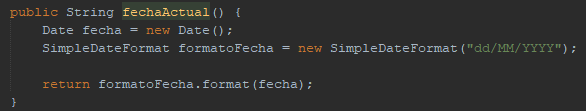 public String fechaActual() {
Date fecha = new Date();
SimpleDateFormat formatoFecha = new SimpleDateFormat("dd/MM/YYYY");
return formatoFecha.format(fecha);
}